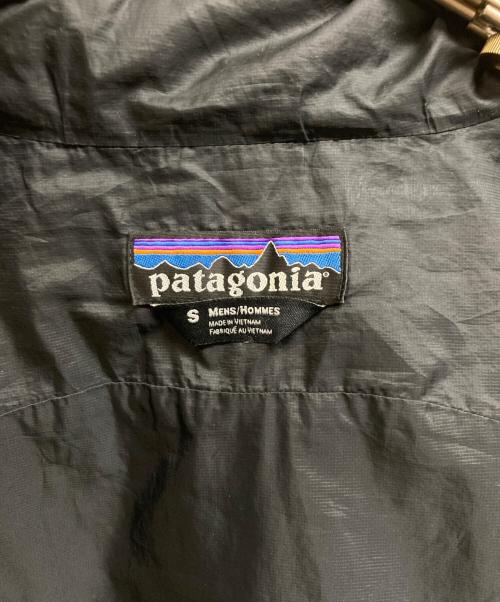 patagonia®
S MENS/HOMMES
MADE IN VIETNAM
FABRIQUÉ AU VIETNAM